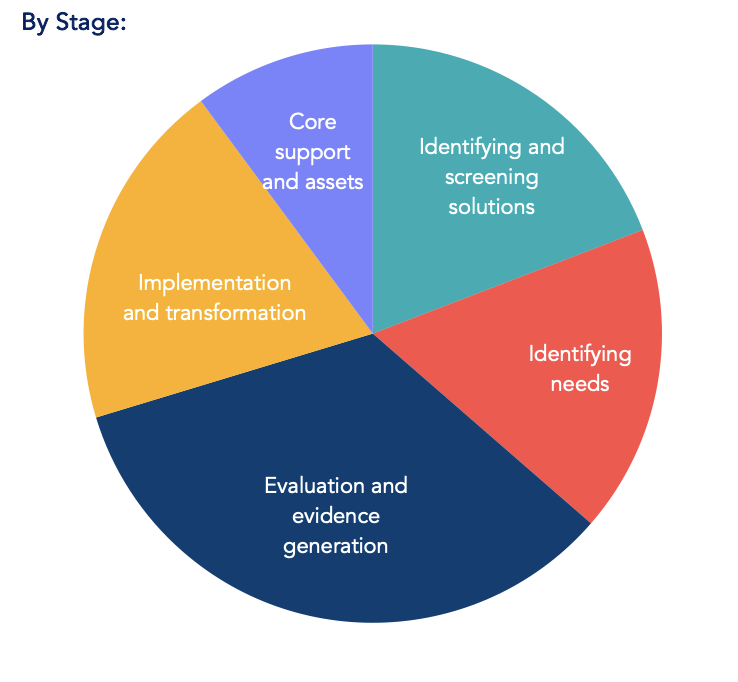 By Stage:
Core
support
and assets
Identifying and
screening
solutions
Implementation
and transformation
Identifying
needs
Evaluation and
evidence
generation